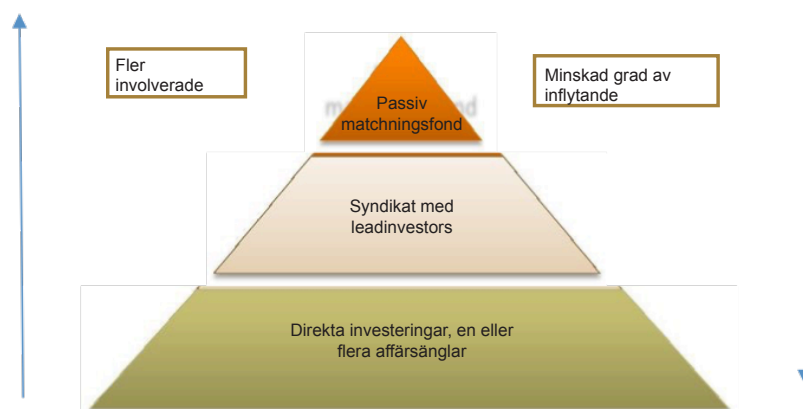 Fler
involverade
Minskad grad av
inflytande
Passiv
matchningsfond
Syndikat med
leadinvestors
Direkta investeringar, en eller
flera affärsänglar